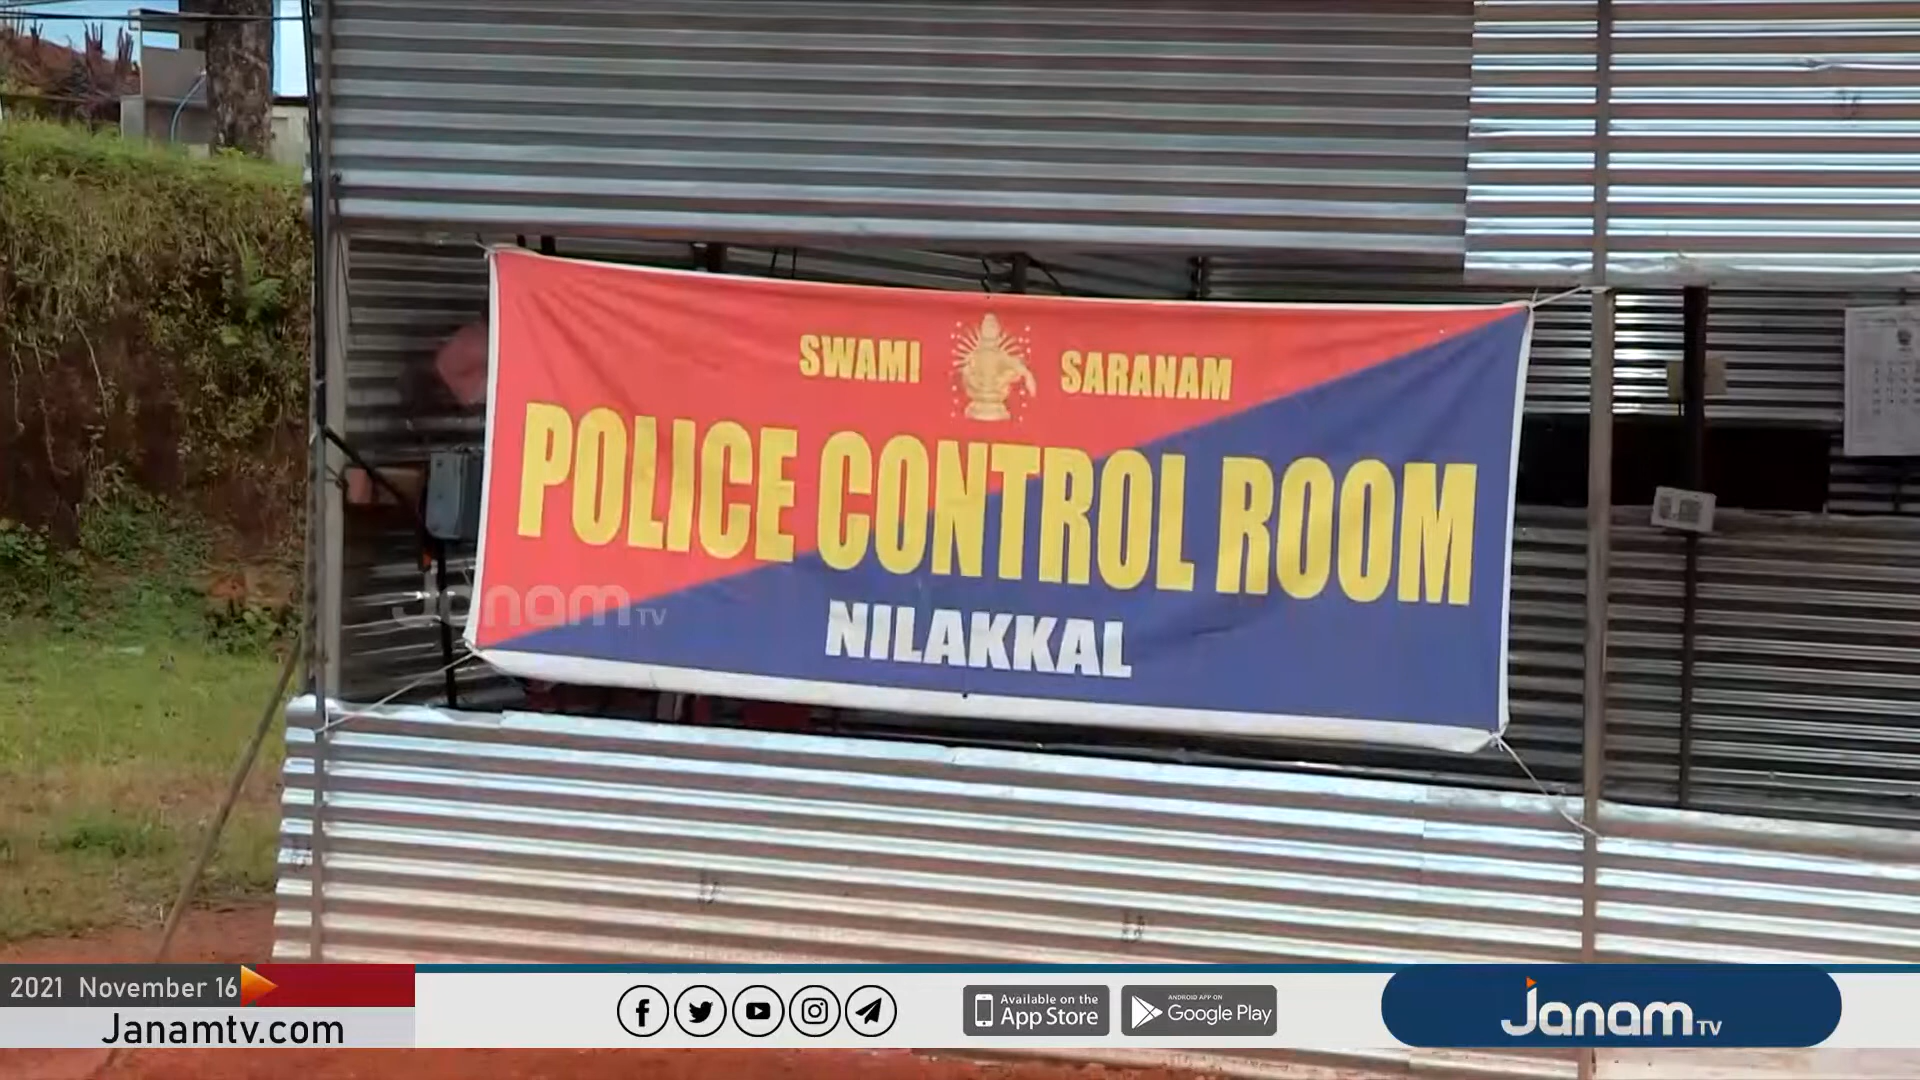 SWAMI SARANAM
POLICE CONTROL ROOM
NILAKKAL
Janam TV
2021 November 16
Janamtv.com
Available on the
App Store
ANDROID APP ON
Google Play
Janam TV